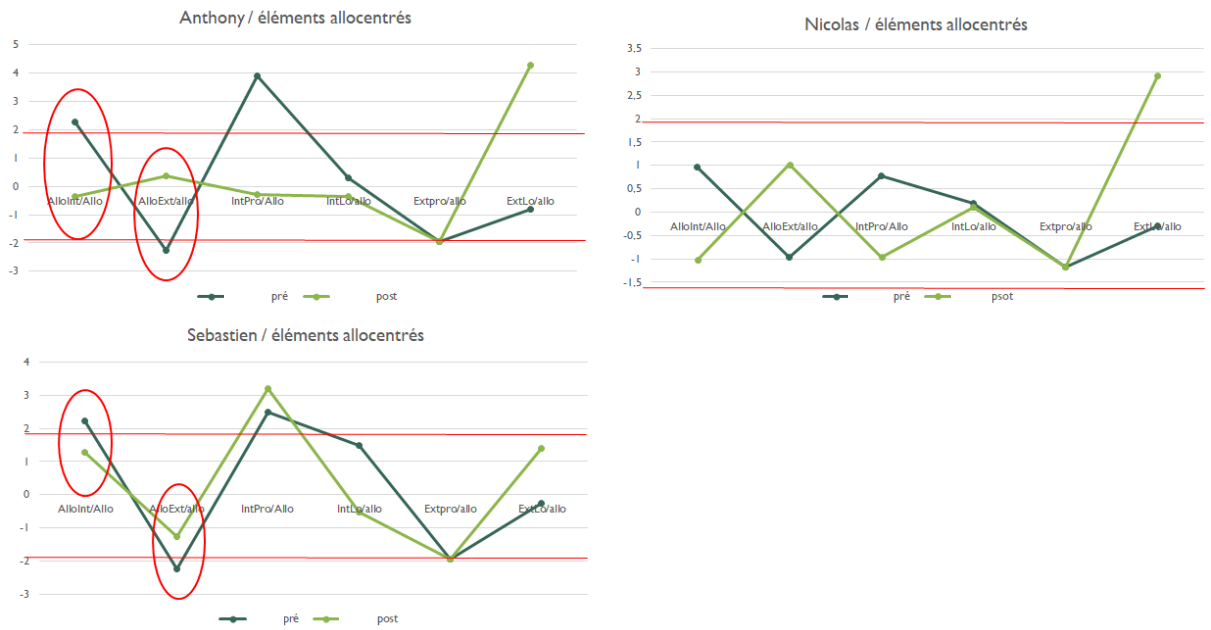 Anthony / éléments allocentrés
5
4
3
2
1
0
-1
-2
-3
AlloInt/Allo
AlloExt/allo
IntPro/Allo
IntLo/allo
Extpro/allo
ExtLo/allo
pré
post
Nicolas / éléments allocentrés
3,5
3
2,5
2
1,5
1
0,5
0
-0,5
-1
-1,5
AlloInt/Allo
AlloExt/allo
IntPro/Allo
IntLo/allo
Extpro/allo
ExtLo/allo
pré
psot
Sebastien / éléments allocentrés
4
3
2
1
0
-1
-2
-3
AlloInt/Allo
AlloExt/allo
IntPro/Allo
IntLo/allo
Extpro/allo
ExtLo/allo
pré
post